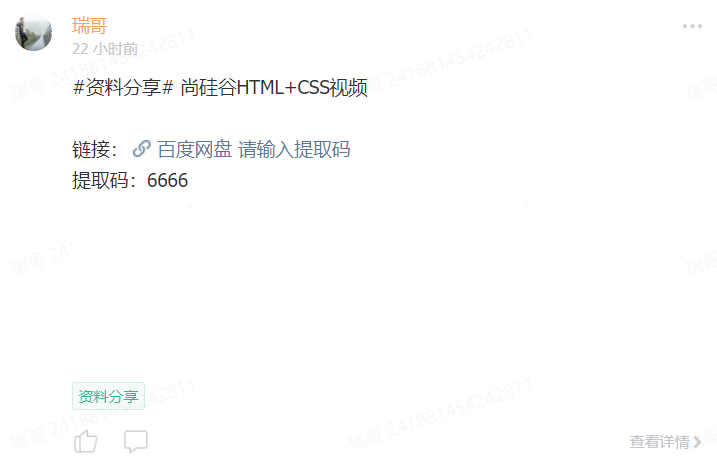 瑞哥
22 小时前
#资料分享# 尚硅谷HTML+CSS视频
链接： 百度网盘 请输入提取码
提取码：6666
资料分享
查看详情
瑞哥 241881454242811